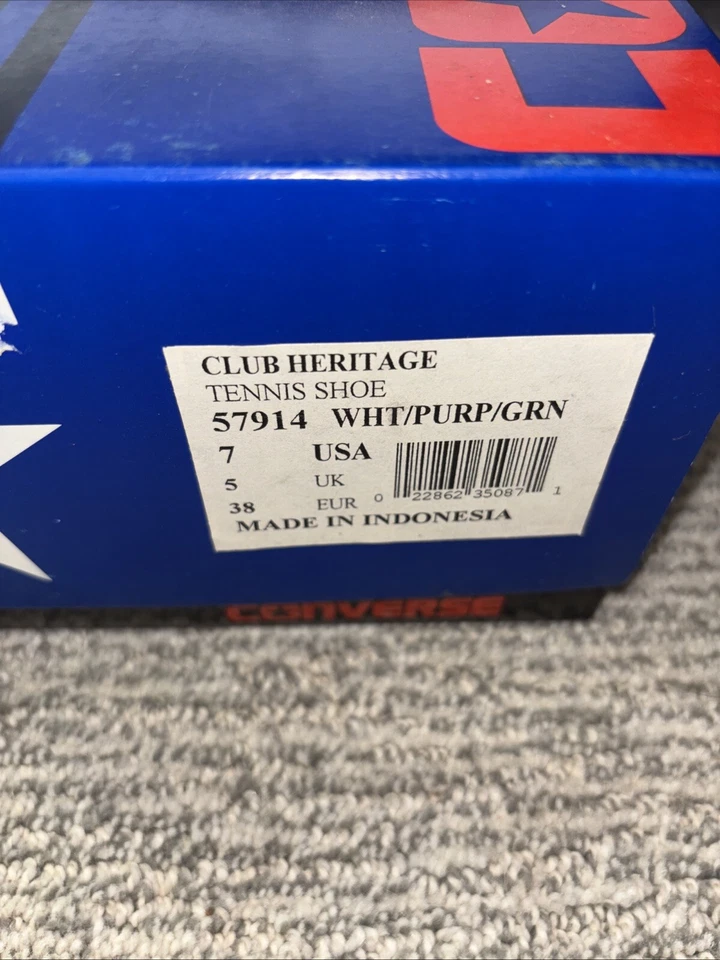 CLUB HERITAGE
TENNIS SHOE
57914 WHT/PURP/GRN
7 USA
5 UK
38 EUR
0 22862 35087 1
MADE IN INDONESIA
CONVERSE